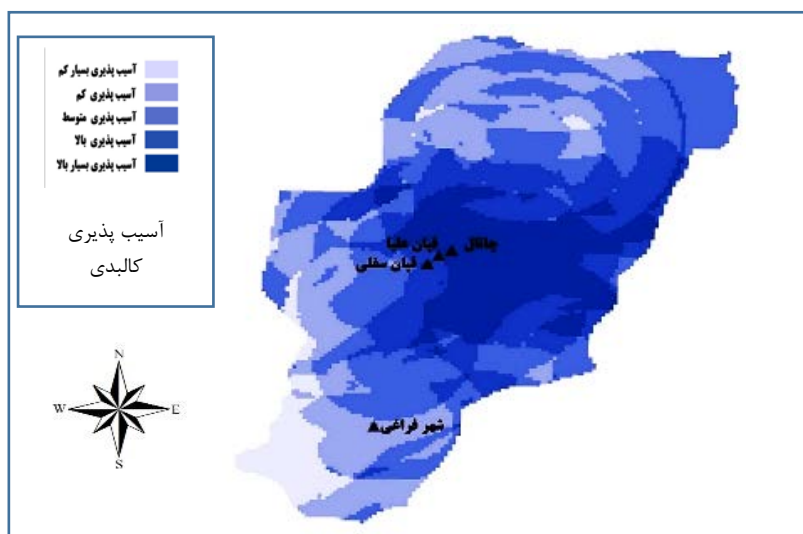 آسیب پذیری بسیار کم
آسیب پذیری کم
آسیب پذیری متوسط
آسیب پذیری بالا
آسیب پذیری بسیار بالا
آسیب پذیری
کالبدی
چاتال
قپان علیا
قپان سفلی
شهر فراغی
N
W
E
S